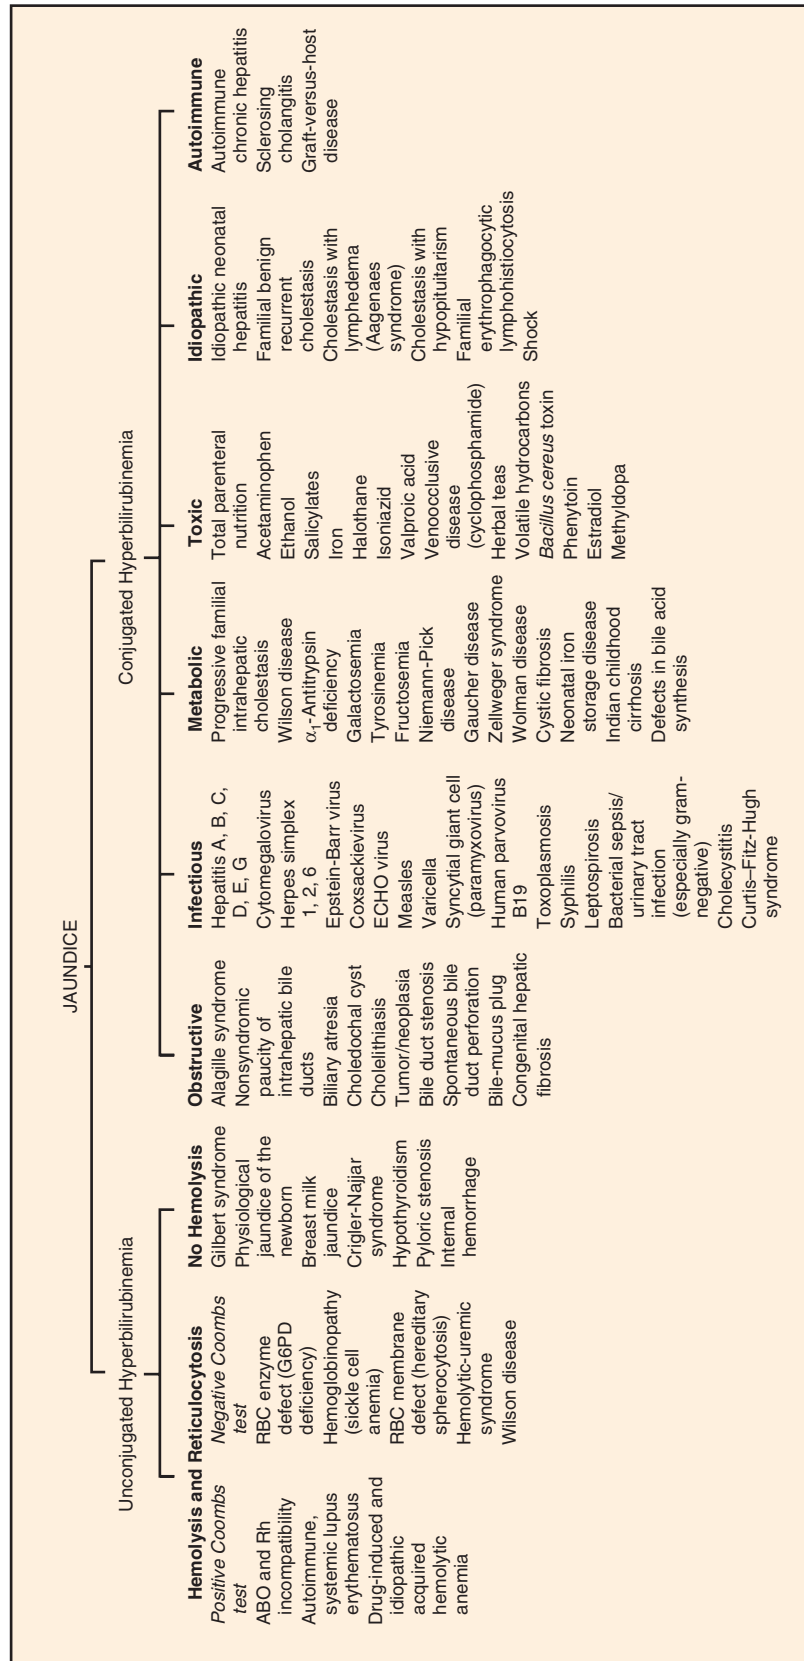 JAUNDICE
Unconjugated Hyperbilirubinemia
Conjugated Hyperbilirubinemia
Hemolysis and Reticulocytosis
Positive Coombs
test
ABO and Rh
incompatibility
Autoimmune,
systemic lupus
erythematosus
Drug-induced and
idiopathic
acquired
hemolytic
anemia
Negative Coombs
test
RBC enzyme
defect (G6PD
deficiency)
Hemoglobinopathy
(sickle cell
anemia)
RBC membrane
defect (hereditary
spherocytosis)
Hemolytic-uremic
syndrome
Wilson disease
No Hemolysis
Gilbert syndrome
Physiological
jaundice of the
newborn
Breast milk
jaundice
Crigler-Najjar
syndrome
Hypothyroidism
Pyloric stenosis
Internal
hemorrhage
Obstructive
Alagille syndrome
Nonsyndromic
paucity of
intrahepatic bile
ducts
Biliary atresia
Choledochal cyst
Cholelithiasis
Tumor/neoplasia
Bile duct stenosis
Spontaneous bile
duct perforation
Bile-mucus plug
Congenital hepatic
fibrosis
Infectious
Hepatitis A, B, C,
D, E, G
Cytomegalovirus
Herpes simplex
1, 2, 6
Epstein-Barr virus
Coxsackievirus
ECHO virus
Measles
Varicella
Syncytial giant cell
(paramyxovirus)
Human parvovirus
B19
Toxoplasmosis
Syphilis
Leptospirosis
Bacterial sepsis/
urinary tract
infection
(especially gram-
negative)
Cholecystitis
Curtis–Fitz-Hugh
syndrome
Metabolic
Progressive familial
intrahepatic
cholestasis
Wilson disease
α₁-Antitrypsin
deficiency
Galactosemia
Tyrosinemia
Fructosemia
Niemann-Pick
disease
Gaucher disease
Zellweger syndrome
Wolman disease
Cystic fibrosis
Neonatal iron
storage disease
Indian childhood
cirrhosis
Defects in bile acid
synthesis
Toxic
Total parenteral
nutrition
Acetaminophen
Ethanol
Salicylates
Iron
Halothane
Isoniazid
Valproic acid
Venoocclusive
disease
(cyclophosphamide)
Herbal teas
Volatile hydrocarbons
Bacillus cereus toxin
Phenytoin
Estradiol
Methyldopa
Idiopathic
Idiopathic neonatal
hepatitis
Familial benign
recurrent
cholestasis
Cholestasis with
lymphedema
(Aagenaes
syndrome)
Cholestasis with
hypopituitarism
Familial
erythrophagocytic
lymphohistiocytosis
Shock
Autoimmune
Autoimmune
chronic hepatitis
Sclerosing
cholangitis
Graft-versus-host
disease